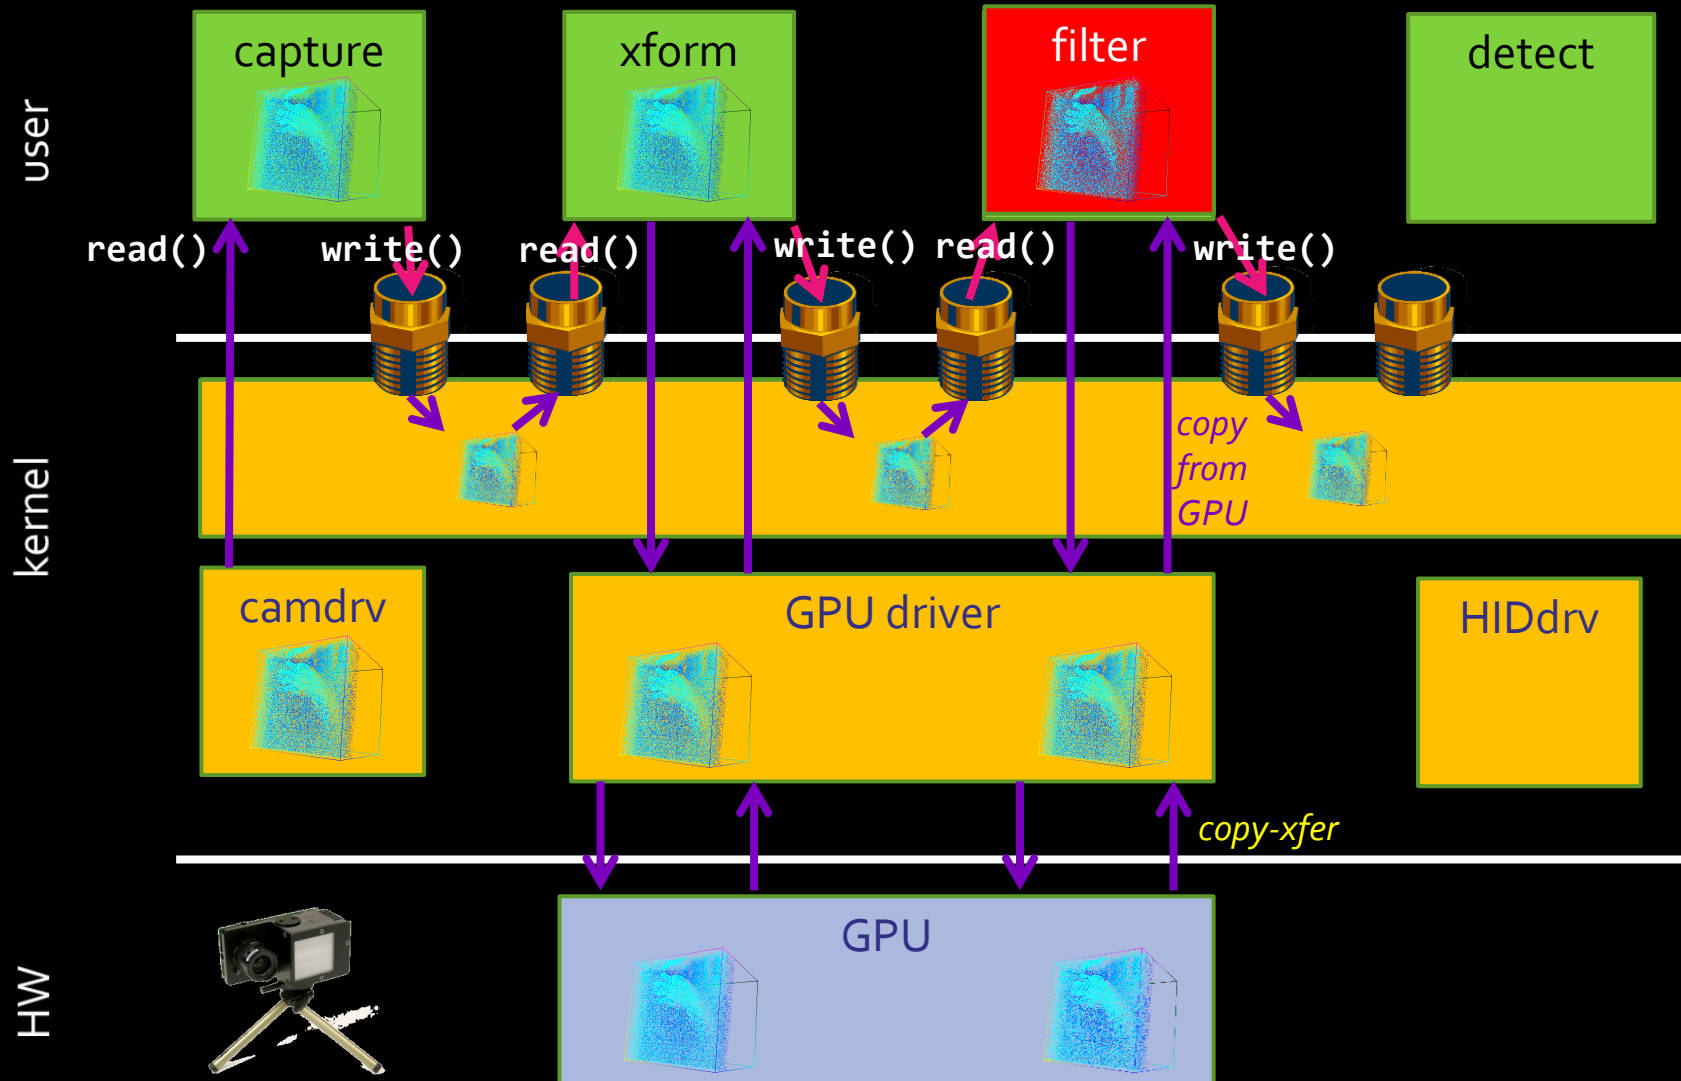 user
capture
xform
filter
detect
read()
write()
read()
write()
read()
write()
kernel
copy
from
GPU
camdrv
GPU driver
HIDdrv
copy-xfer
HW
GPU